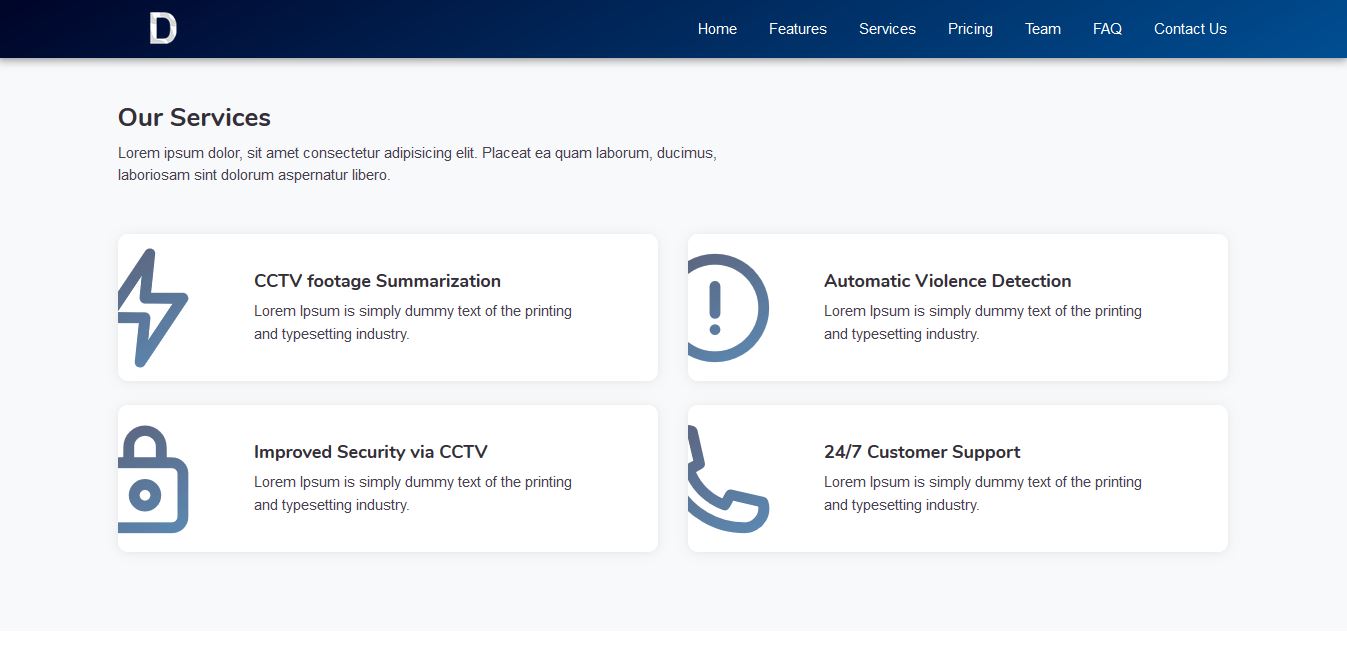 D
Home Features Services Pricing Team FAQ Contact Us
Our Services
Lorem ipsum dolor, sit amet consectetur adipisicing elit. Placeat ea quam laborum, ducimus,
laboriosam sint dolorum aspernatur libero.
CCTV footage Summarization
Lorem Ipsum is simply dummy text of the printing
and typesetting industry.
Automatic Violence Detection
Lorem Ipsum is simply dummy text of the printing
and typesetting industry.
Improved Security via CCTV
Lorem Ipsum is simply dummy text of the printing
and typesetting industry.
24/7 Customer Support
Lorem Ipsum is simply dummy text of the printing
and typesetting industry.